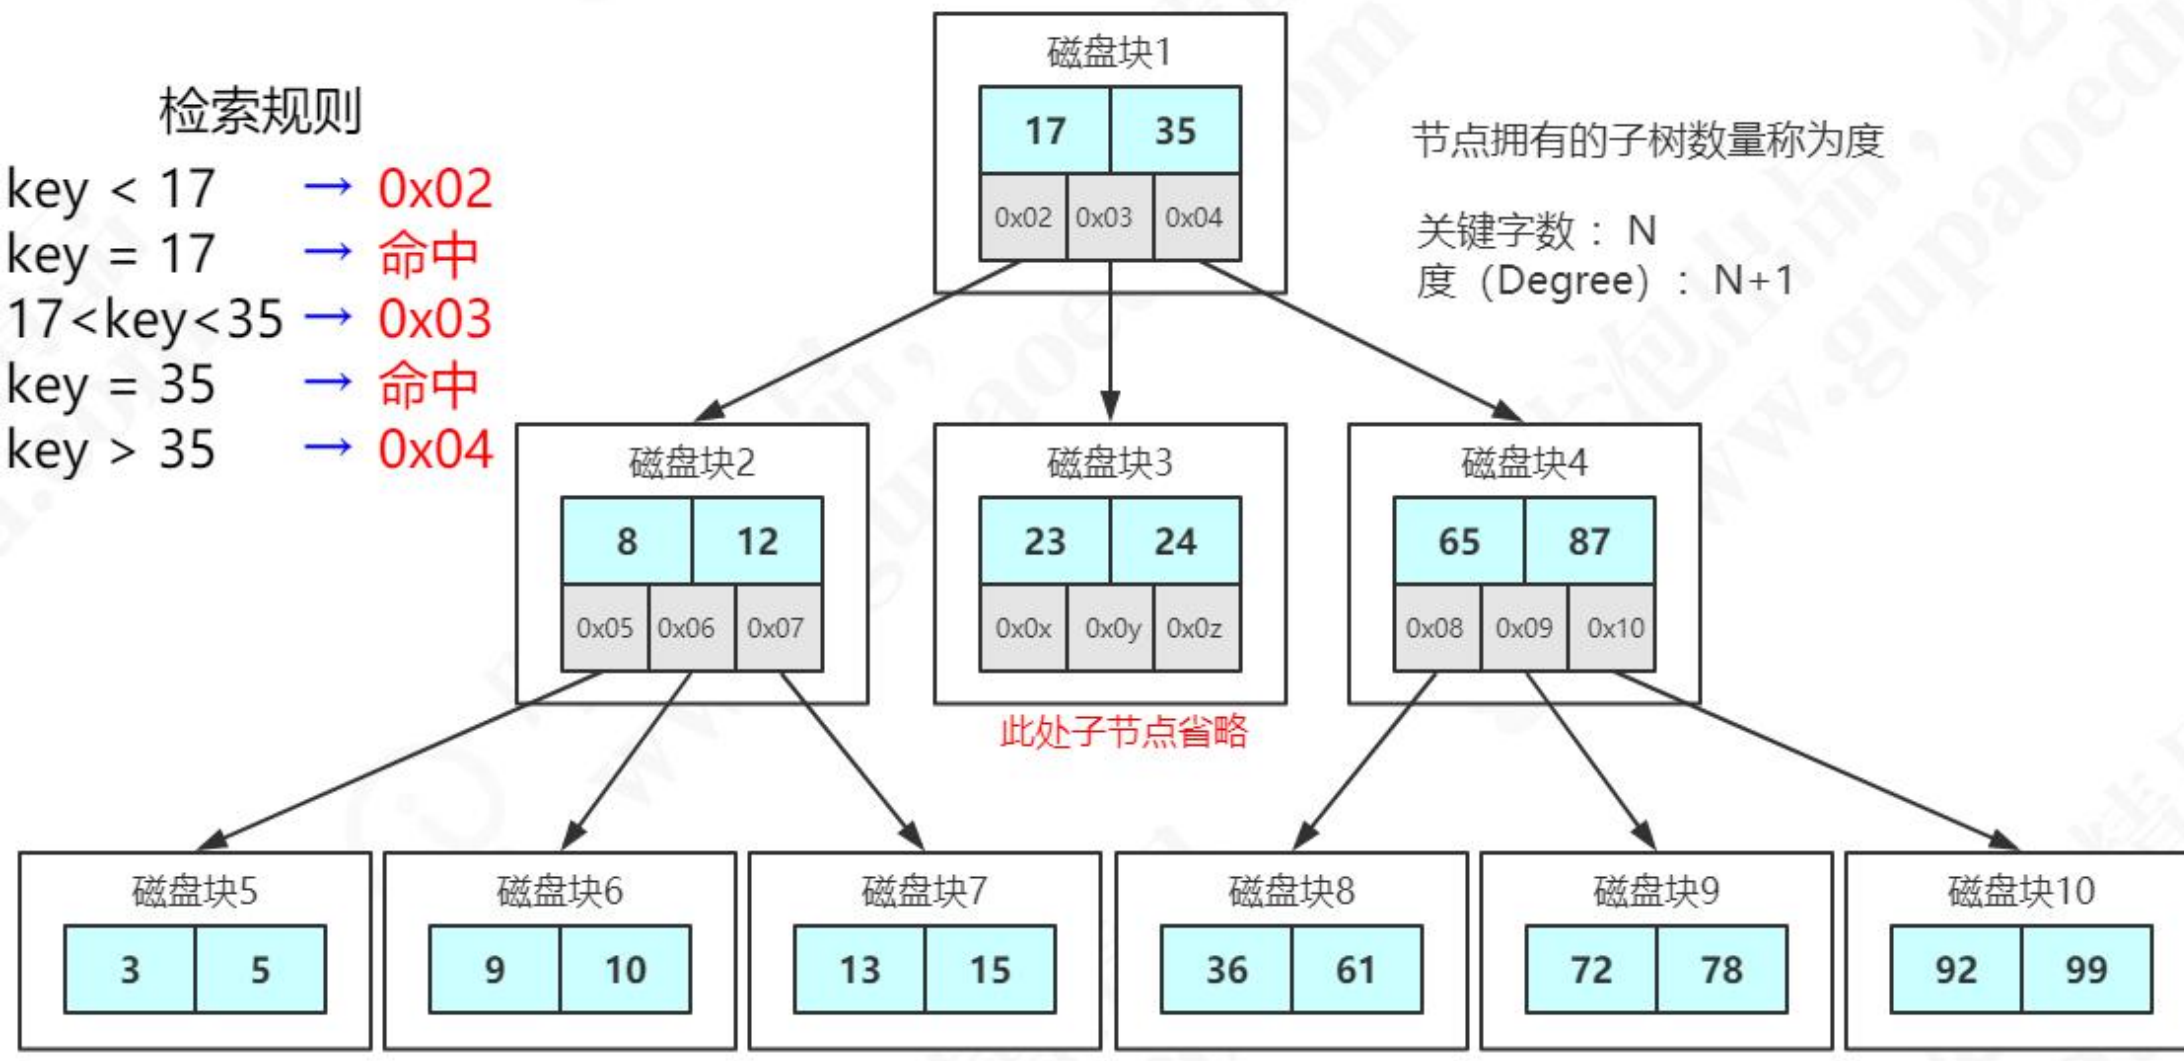 检索规则
key < 17 → 0x02
key = 17 → 命中
17<key<35 → 0x03
key = 35 → 命中
key > 35 → 0x04
磁盘块1
17 35
0x02 0x03 0x04
节点拥有的子树数量称为度
关键字数：N
度（Degree）：N+1
磁盘块2
8 12
0x05 0x06 0x07
磁盘块3
23 24
0x0x 0x0y 0x0z
此处子节点省略
磁盘块4
65 87
0x08 0x09 0x10
磁盘块5
3 5
磁盘块6
9 10
磁盘块7
13 15
磁盘块8
36 61
磁盘块9
72 78
磁盘块10
92 99